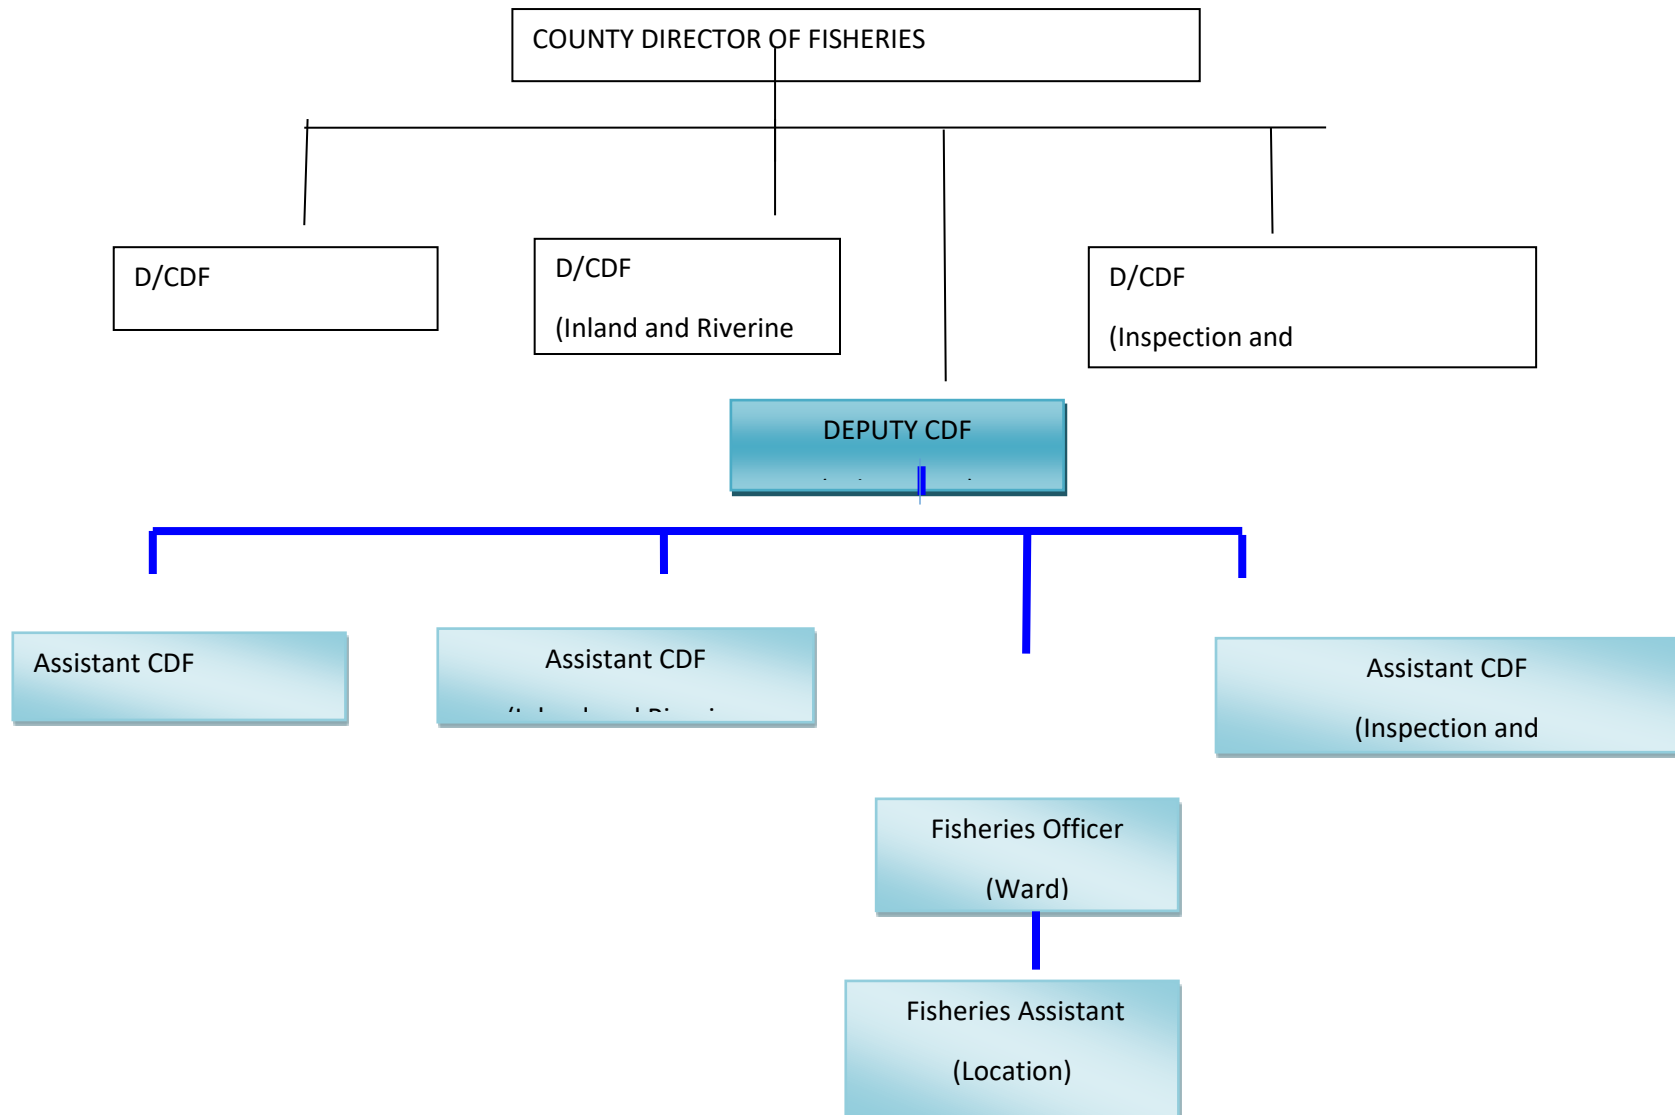 COUNTY DIRECTOR OF FISHERIES
D/CDF
D/CDF
(Inland and Riverine
D/CDF
(Inspection and
DEPUTY CDF
Assistant CDF
Assistant CDF
Assistant CDF
(Inspection and
Fisheries Officer
(Ward)
Fisheries Assistant
(Location)